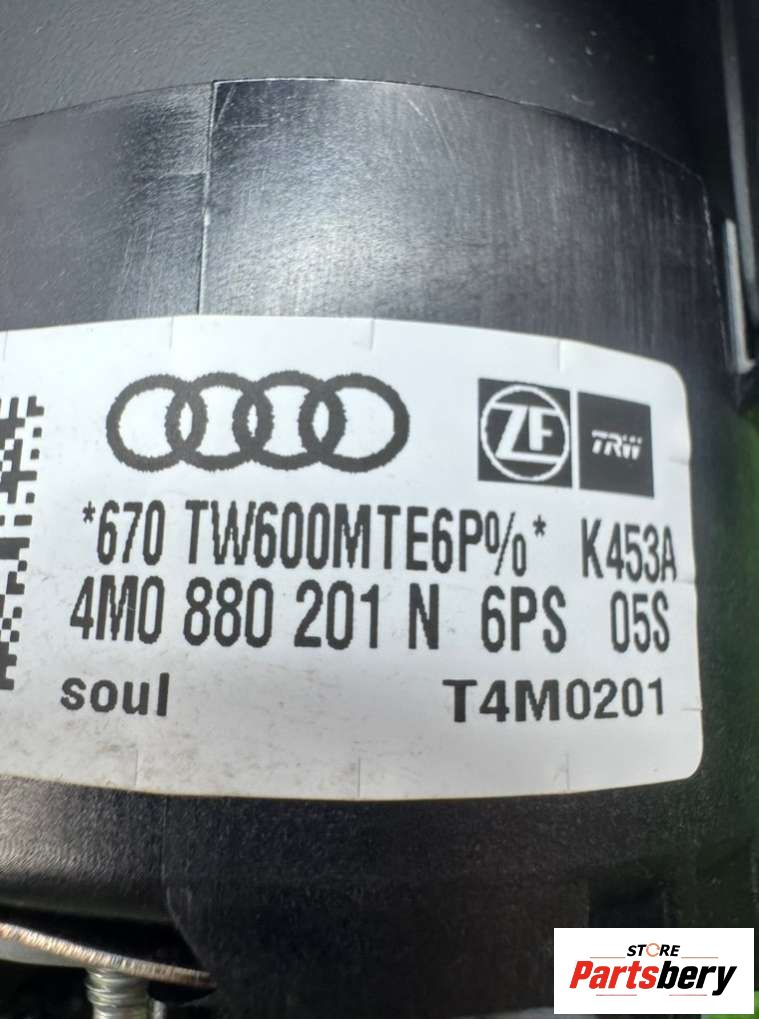 ZF TRW
*670 TW600MTE6P%* K453A
4M0 880 201 N 6PS 05S
soul T4M0201
STORE
Partsbery